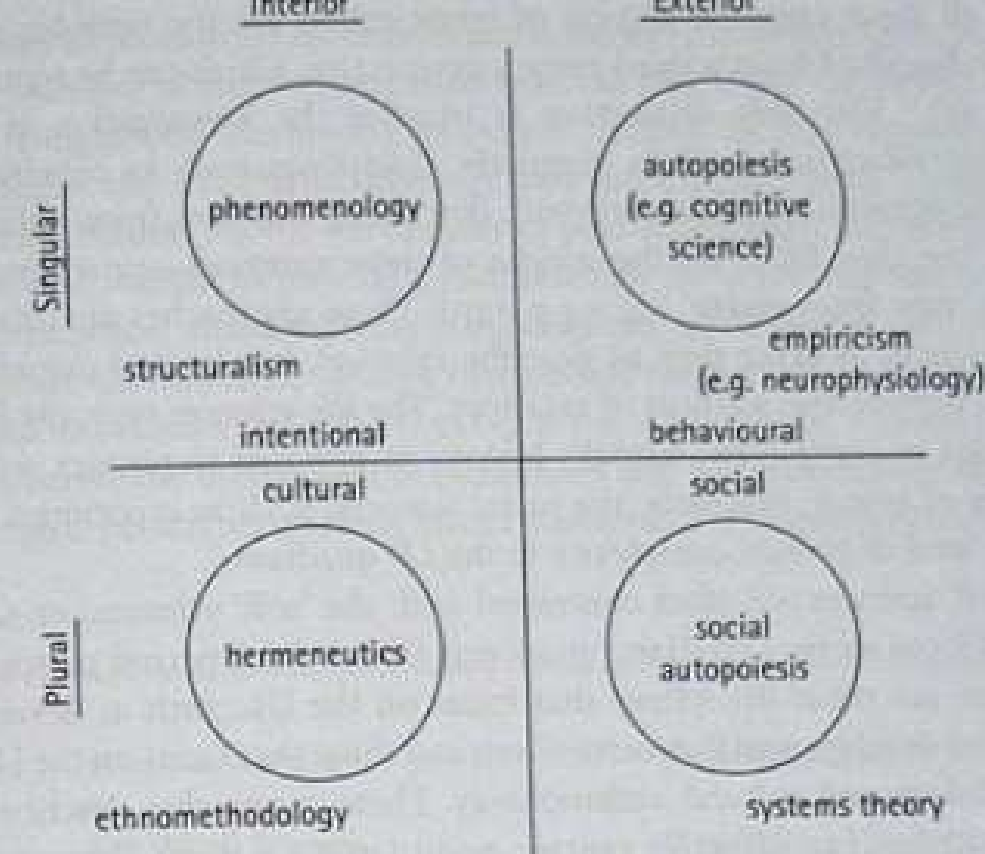 Interior
Exterior
Singular
phenomenology
autopoiesis
(e.g. cognitive
science)
structuralism
empiricism
(e.g. neurophysiology)
intentional
behavioural
cultural
social
Plural
hermeneutics
social
autopoiesis
ethnomethodology
systems theory